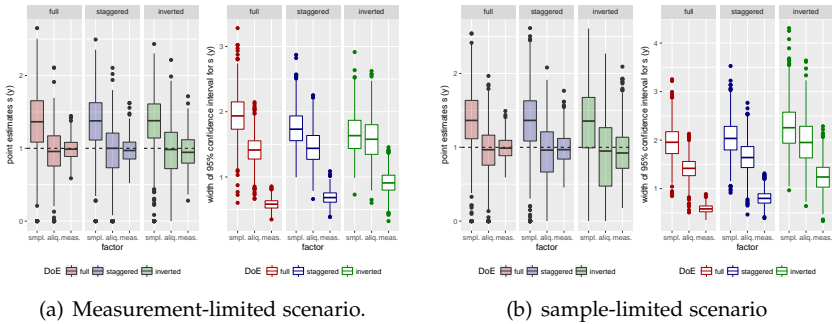 full staggered inverted
full staggered inverted
full staggered inverted
full staggered inverted
point estimates s (y)
2
1
0
smpl. aliq. meas. smpl. aliq. meas. smpl. aliq. meas.
factor
DoE full staggered inverted
width of 95% confidence interval for s (y)
3
2
1
smpl. aliq. meas. smpl. aliq. meas. smpl. aliq. meas.
factor
DoE full staggered inverted
point estimates s (y)
2
1
0
smpl. aliq. meas. smpl. aliq. meas. smpl. aliq. meas.
factor
DoE full staggered inverted
width of 95% confidence interval for s (y)
4
3
2
1
smpl. aliq. meas. smpl. aliq. meas. smpl. aliq. meas.
factor
DoE full staggered inverted
(a) Measurement-limited scenario.
(b) sample-limited scenario